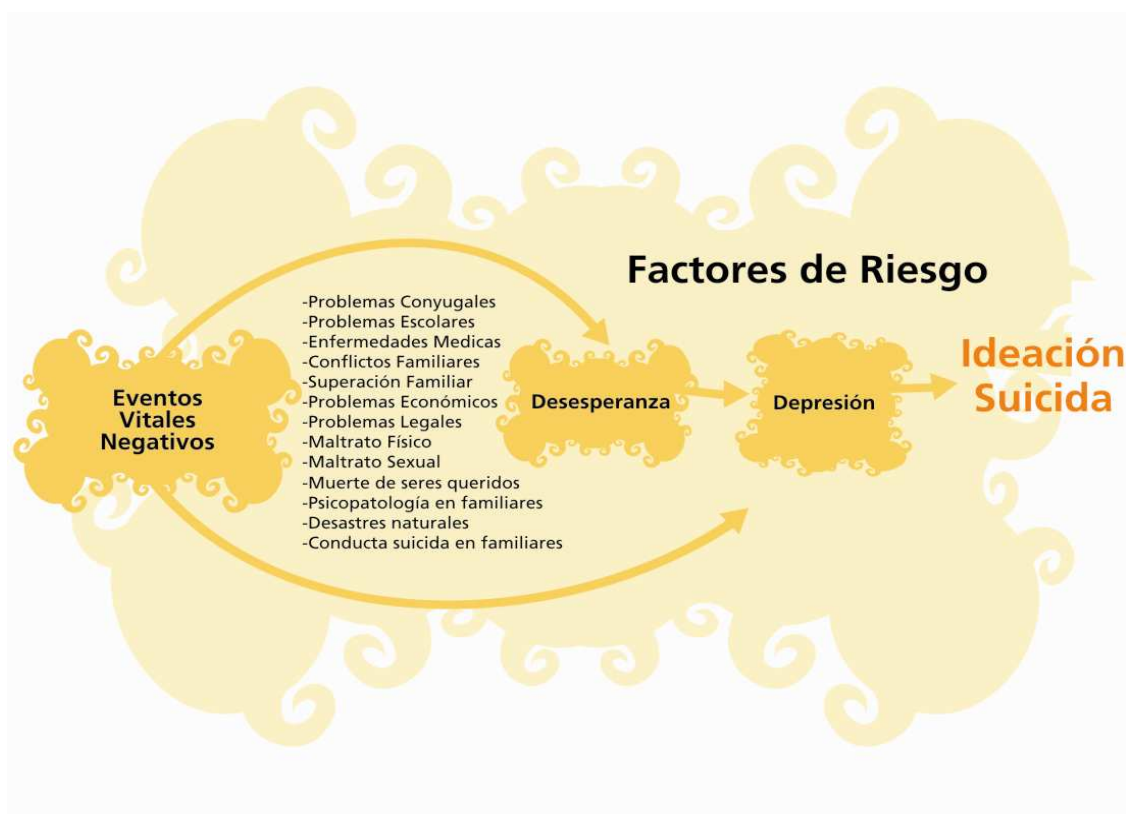 Factores de Riesgo
Eventos
Vitales
Negativos
-Problemas Conyugales
-Problemas Escolares
-Enfermedades Medicas
-Conflictos Familiares
-Superación Familiar
-Problemas Económicos
-Problemas Legales
-Maltrato Físico
-Maltrato Sexual
-Muerte de seres queridos
-Psicopatología en familiares
-Desastres naturales
-Conducta suicida en familiares
Desesperanza
Depresión
Ideación
Suicida